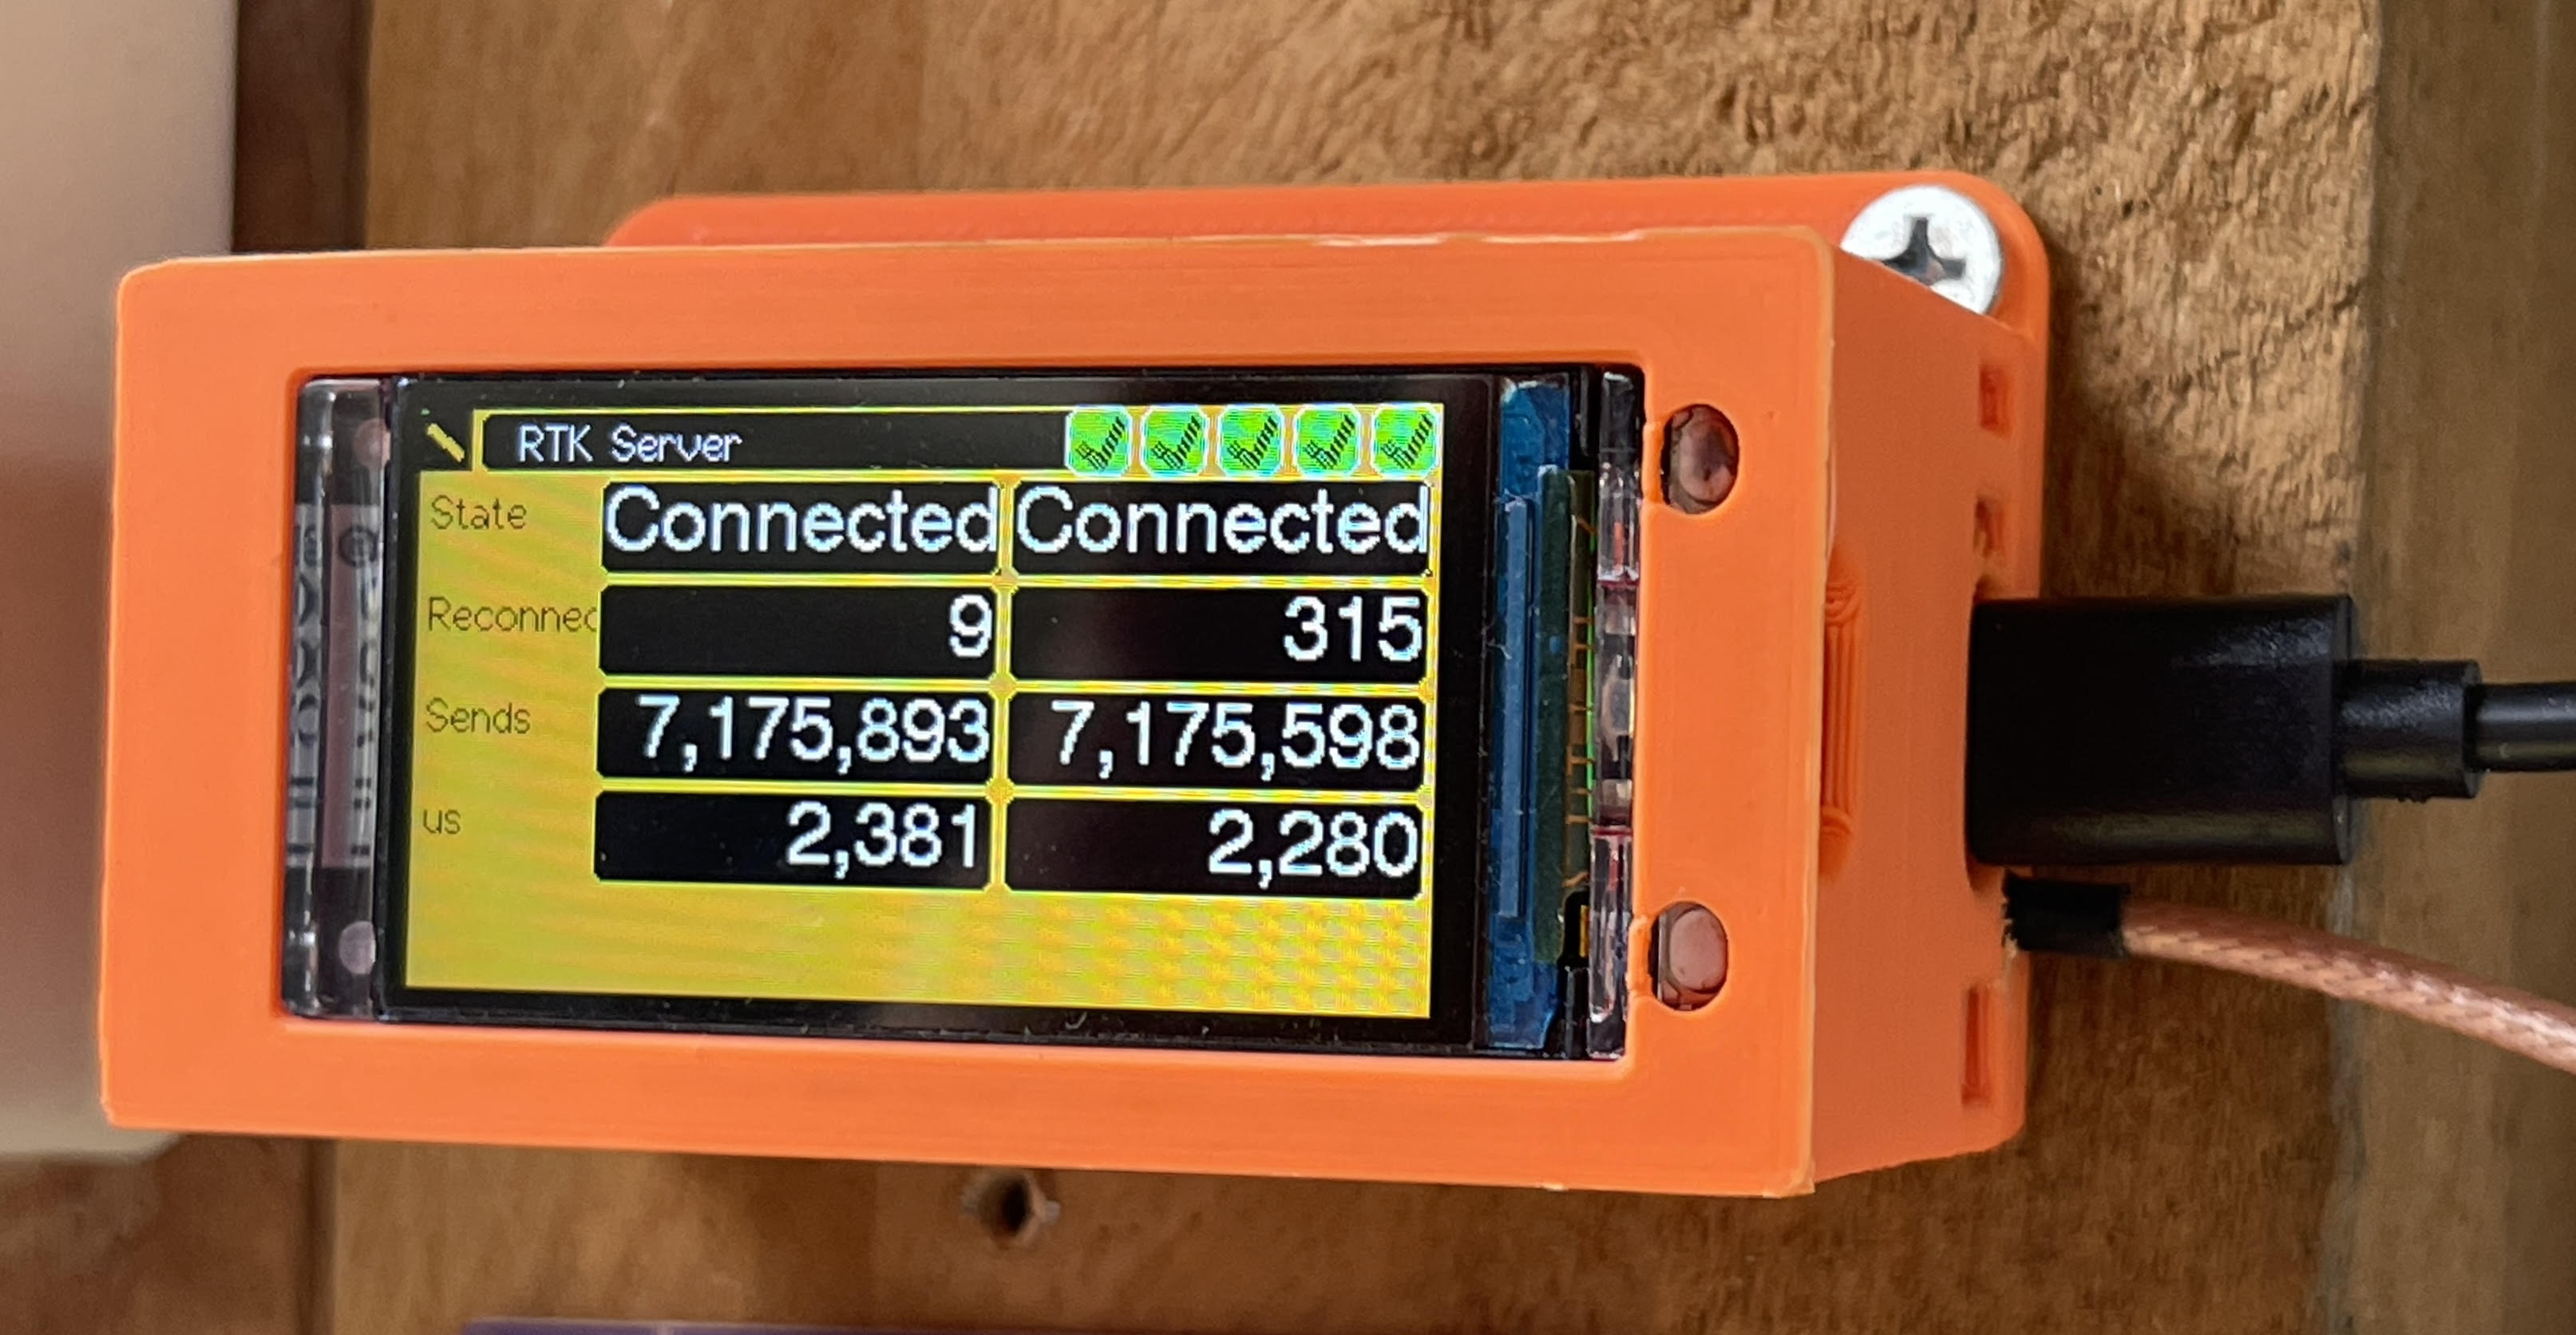 RTK Server
State Connected Connected
Reconnec 9 315
Sends 7,175,893 7,175,598
us 2,381 2,280